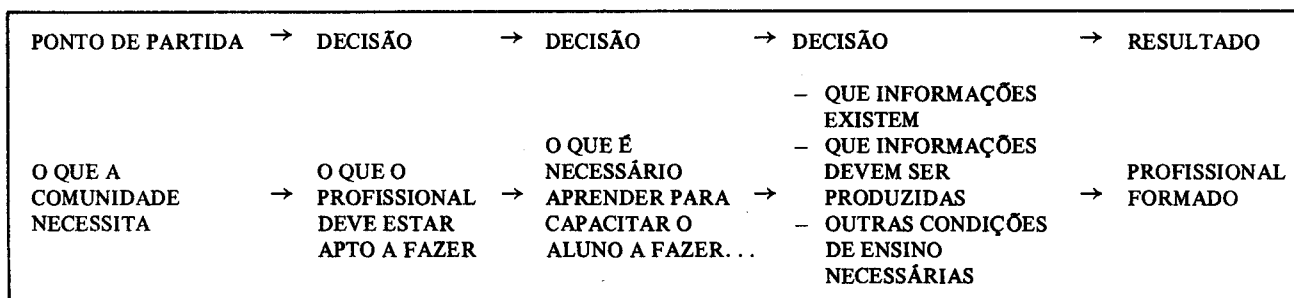 PONTO DE PARTIDA → DECISÃO → DECISÃO → DECISÃO → RESULTADO
O QUE A
COMUNIDADE
NECESSITA
→
O QUE O
PROFISSIONAL
DEVE ESTAR
APTO A FAZER
→
O QUE É
NECESSÁRIO
APRENDER PARA
CAPACITAR O
ALUNO A FAZER...
→
– QUE INFORMAÇÕES
EXISTEM
– QUE INFORMAÇÕES
DEVEM SER
PRODUZIDAS
– OUTRAS CONDIÇÕES
DE ENSINO
NECESSÁRIAS
→
PROFISSIONAL
FORMADO